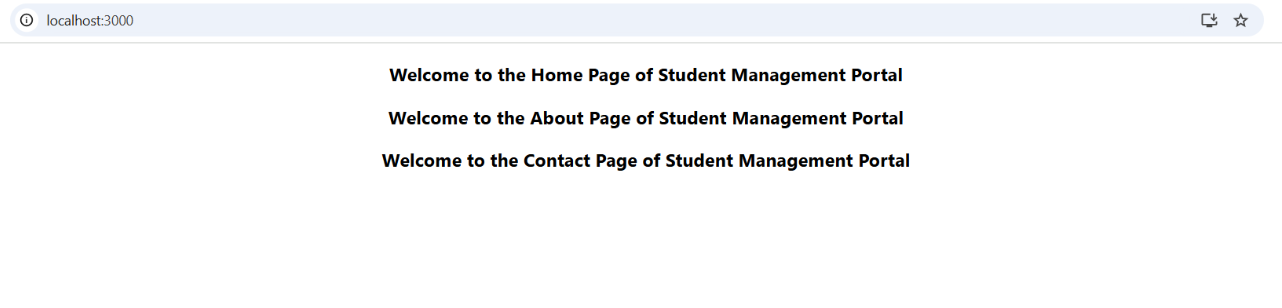 localhost:3000
Welcome to the Home Page of Student Management Portal
Welcome to the About Page of Student Management Portal
Welcome to the Contact Page of Student Management Portal